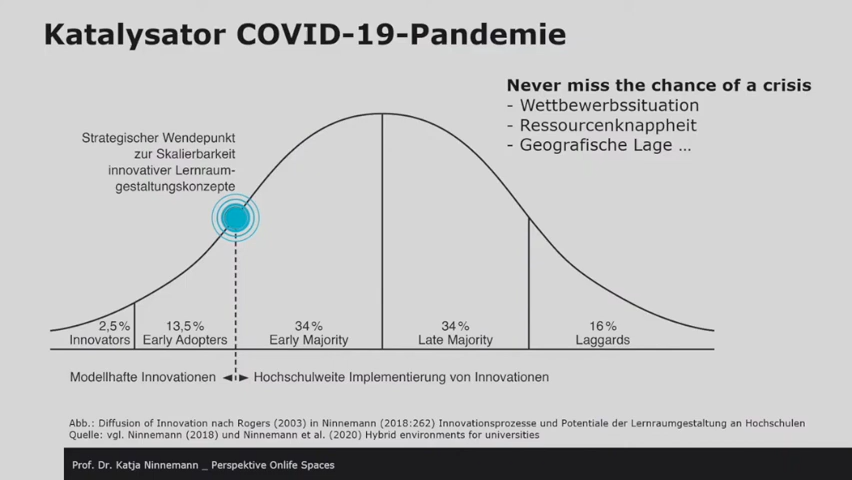 Katalysator COVID-19-Pandemie
Never miss the chance of a crisis
- Wettbewerbssituation
- Ressourcenknappheit
- Geografische Lage ...
Strategischer Wendepunkt
zur Skalierbarkeit
innovativer Lernraum-
gestaltungskonzepte
2,5% 13,5% 34% 34% 16%
Innovators Early Adopters Early Majority Late Majority Laggards
Modellhafte Innovationen Hochschulweite Implementierung von Innovationen
Abb.: Diffusion of Innovation nach Rogers (2003) in Ninnemann (2018:262) Innovationsprozesse und Potentiale der Lernraumgestaltung an Hochschulen
Quelle: vgl. Ninnemann (2018) und Ninnemann et al. (2020) Hybrid environments for universities
Prof. Dr. Katja Ninnemann _ Perspektive Onlife Spaces